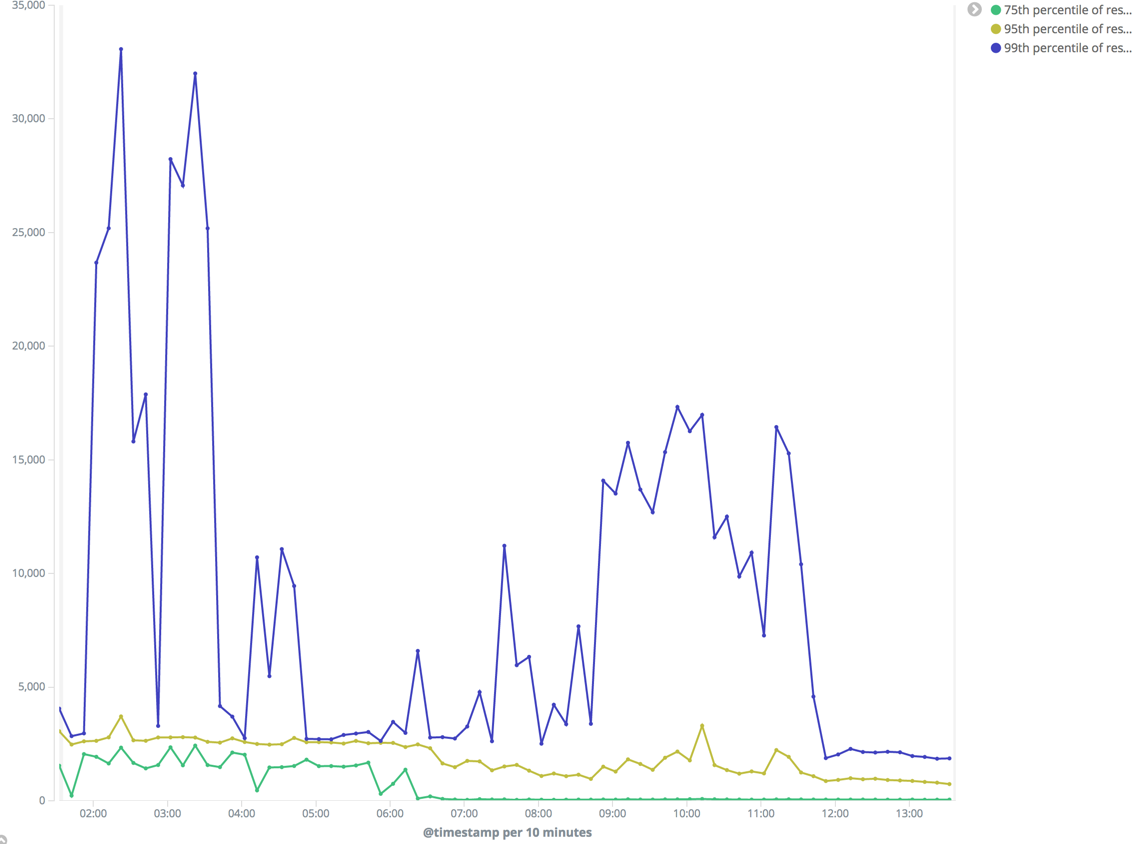 35,000
30,000
25,000
20,000
15,000
10,000
5,000
0
02:00 03:00 04:00 05:00 06:00 07:00 08:00 09:00 10:00 11:00 12:00 13:00
@timestamp per 10 minutes
75th percentile of res...
95th percentile of res...
99th percentile of res...